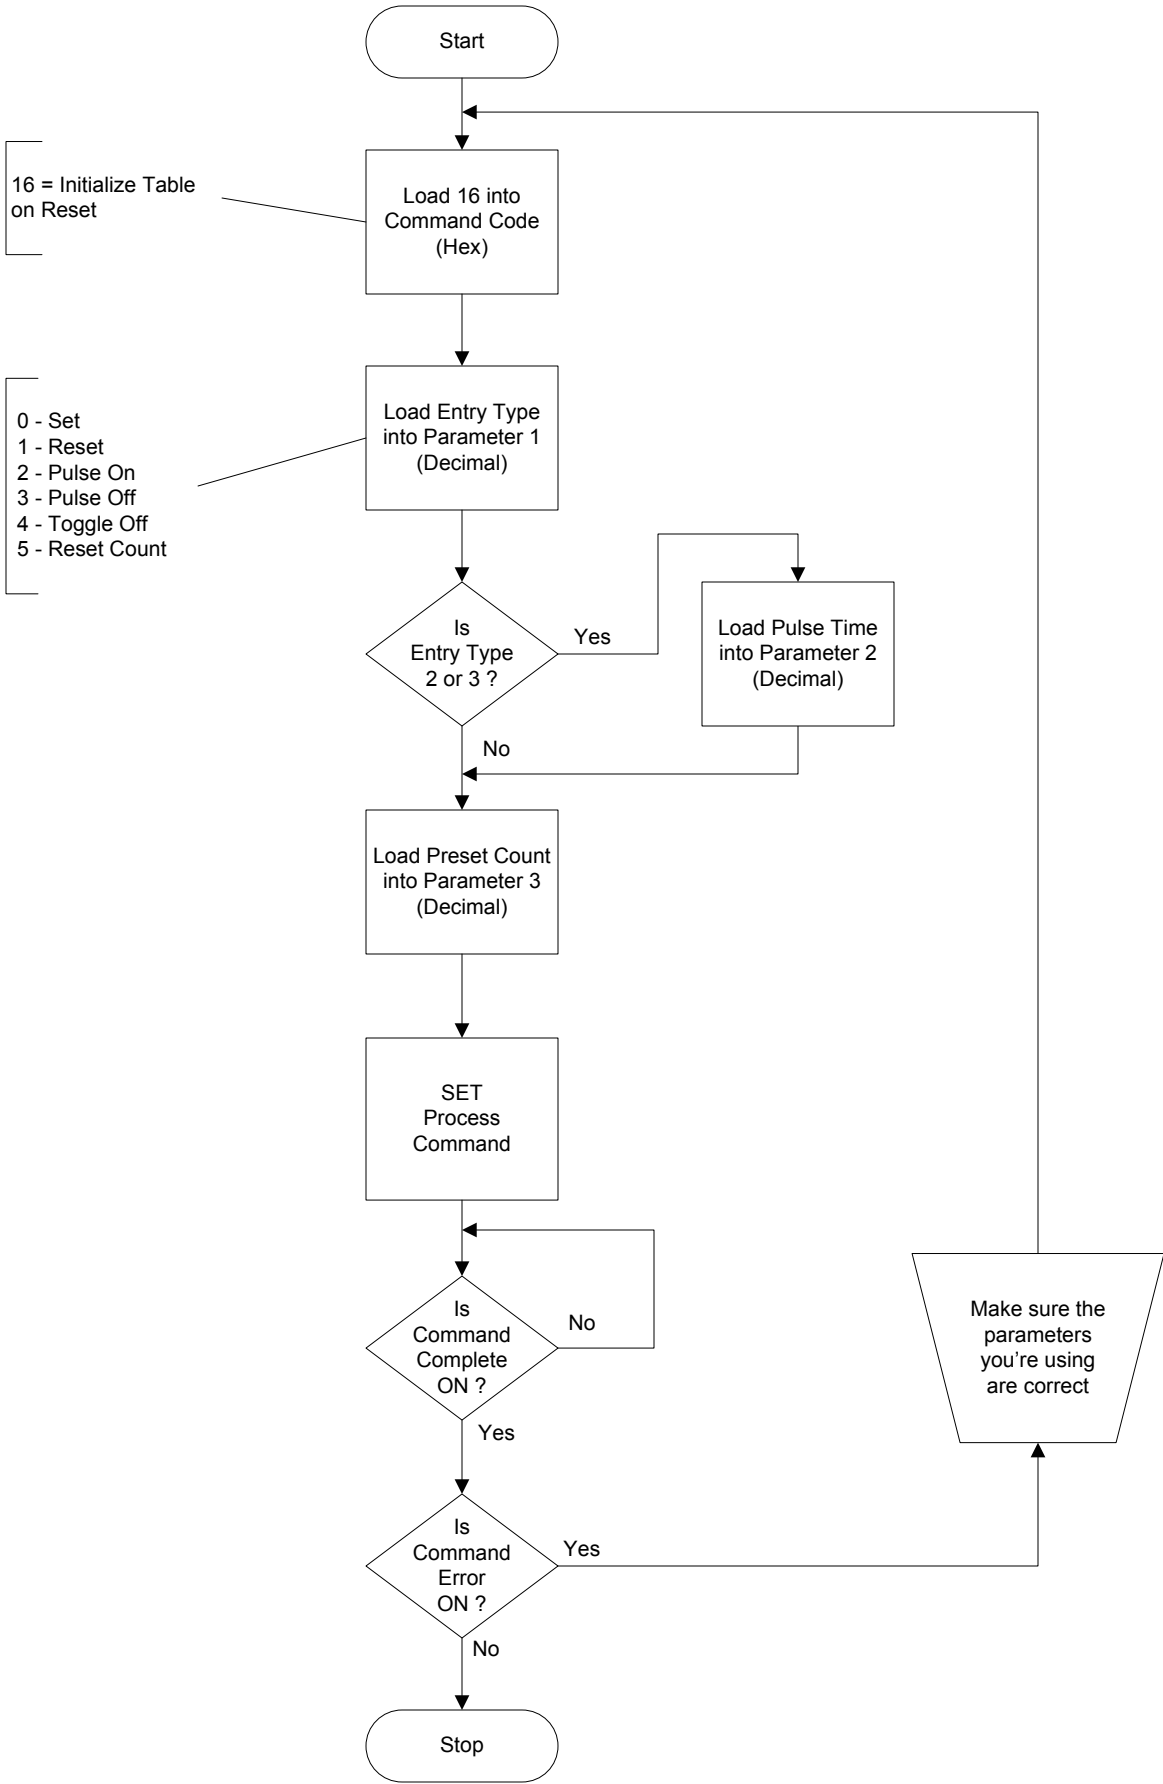 Start
16 = Initialize Table
on Reset
Load 16 into
Command Code
(Hex)
0 - Set
1 - Reset
2 - Pulse On
3 - Pulse Off
4 - Toggle Off
5 - Reset Count
Load Entry Type
into Parameter 1
(Decimal)
Is
Entry Type
2 or 3 ?
Yes
Load Pulse Time
into Parameter 2
(Decimal)
No
Load Preset Count
into Parameter 3
(Decimal)
SET
Process
Command
Is
Command
Complete
ON ?
No
Yes
Make sure the
parameters
you're using
are correct
Is
Command
Error
ON ?
Yes
No
Stop